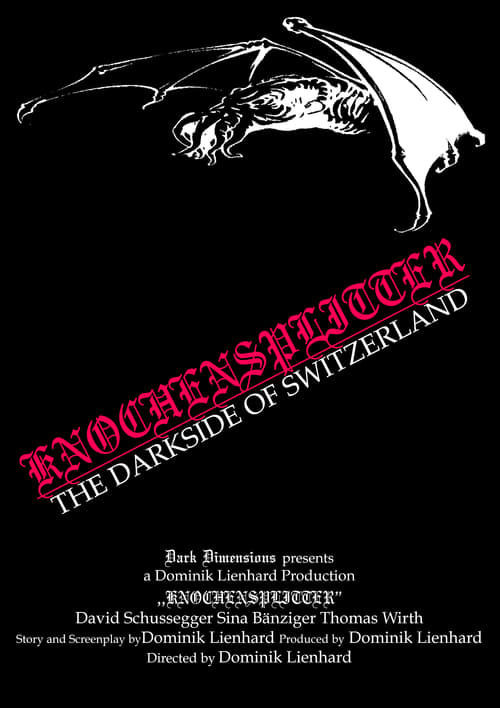 KNOCHENSPLITTER
THE DARKSIDE OF SWITZERLAND
Dark Dimensions presents
a Dominik Lienhard Production
„KNOCHENSPLITTER”
David Schussegger Sina Bänziger Thomas Wirth
Story and Screenplay by Dominik Lienhard Produced by Dominik Lienhard
Directed by Dominik Lienhard